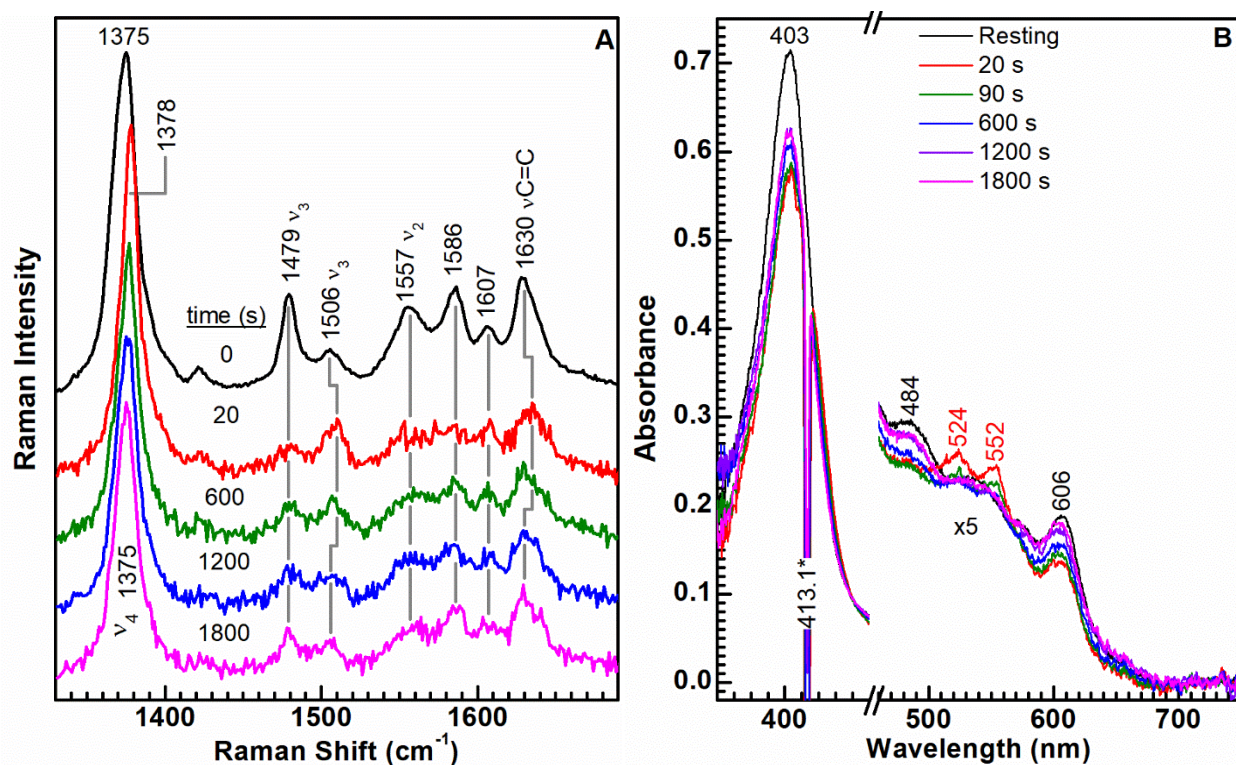 A
1375
1378
1479 ν3
1506 ν3
1557 ν2
1586
1607
1630 νC=C
time (s)
0
20
600
1200
1800
ν4 1375
Raman Intensity
1400
1500
1600
Raman Shift (cm-1)
B
403
Resting
20 s
90 s
600 s
1200 s
1800 s
484
524
552
606
x5
413.1*
Absorbance
0.7
0.6
0.5
0.4
0.3
0.2
0.1
0.0
400
500
600
700
Wavelength (nm)